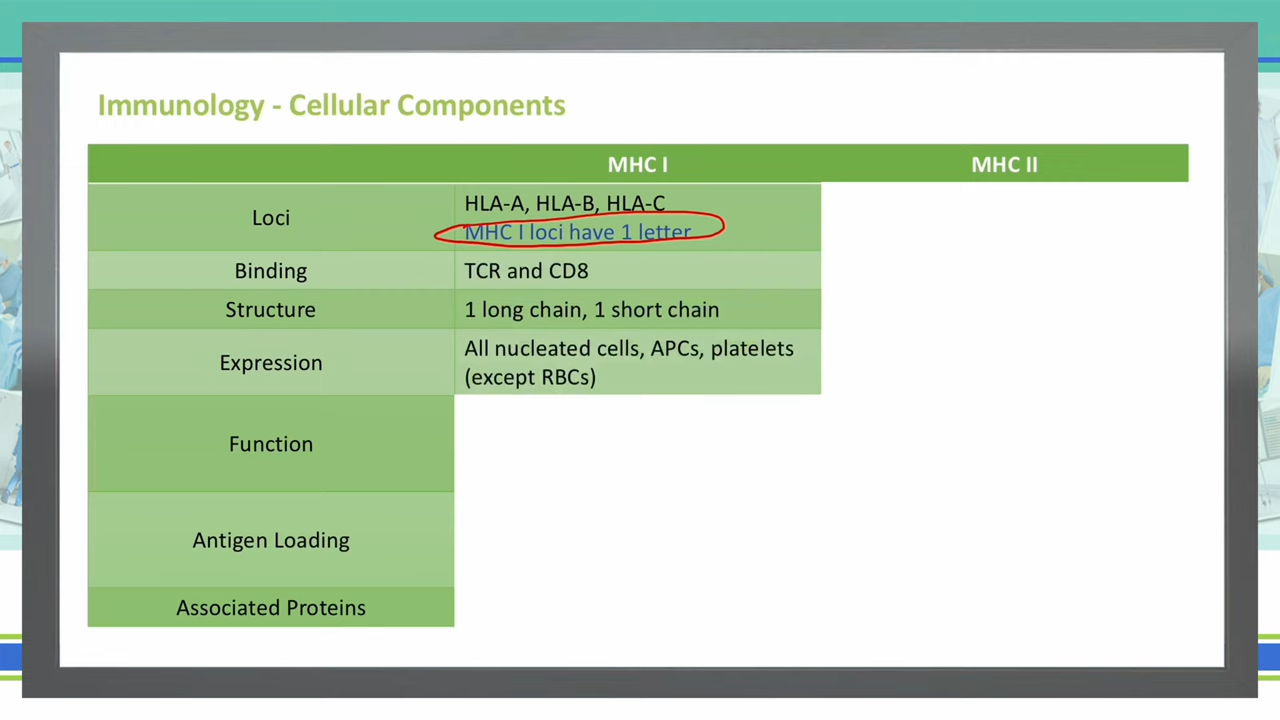 Immunology - Cellular Components
MHC I
MHC II
Loci
HLA-A, HLA-B, HLA-C
MHC I loci have 1 letter
Binding
TCR and CD8
Structure
1 long chain, 1 short chain
Expression
All nucleated cells, APCs, platelets
(except RBCs)
Function
Antigen Loading
Associated Proteins